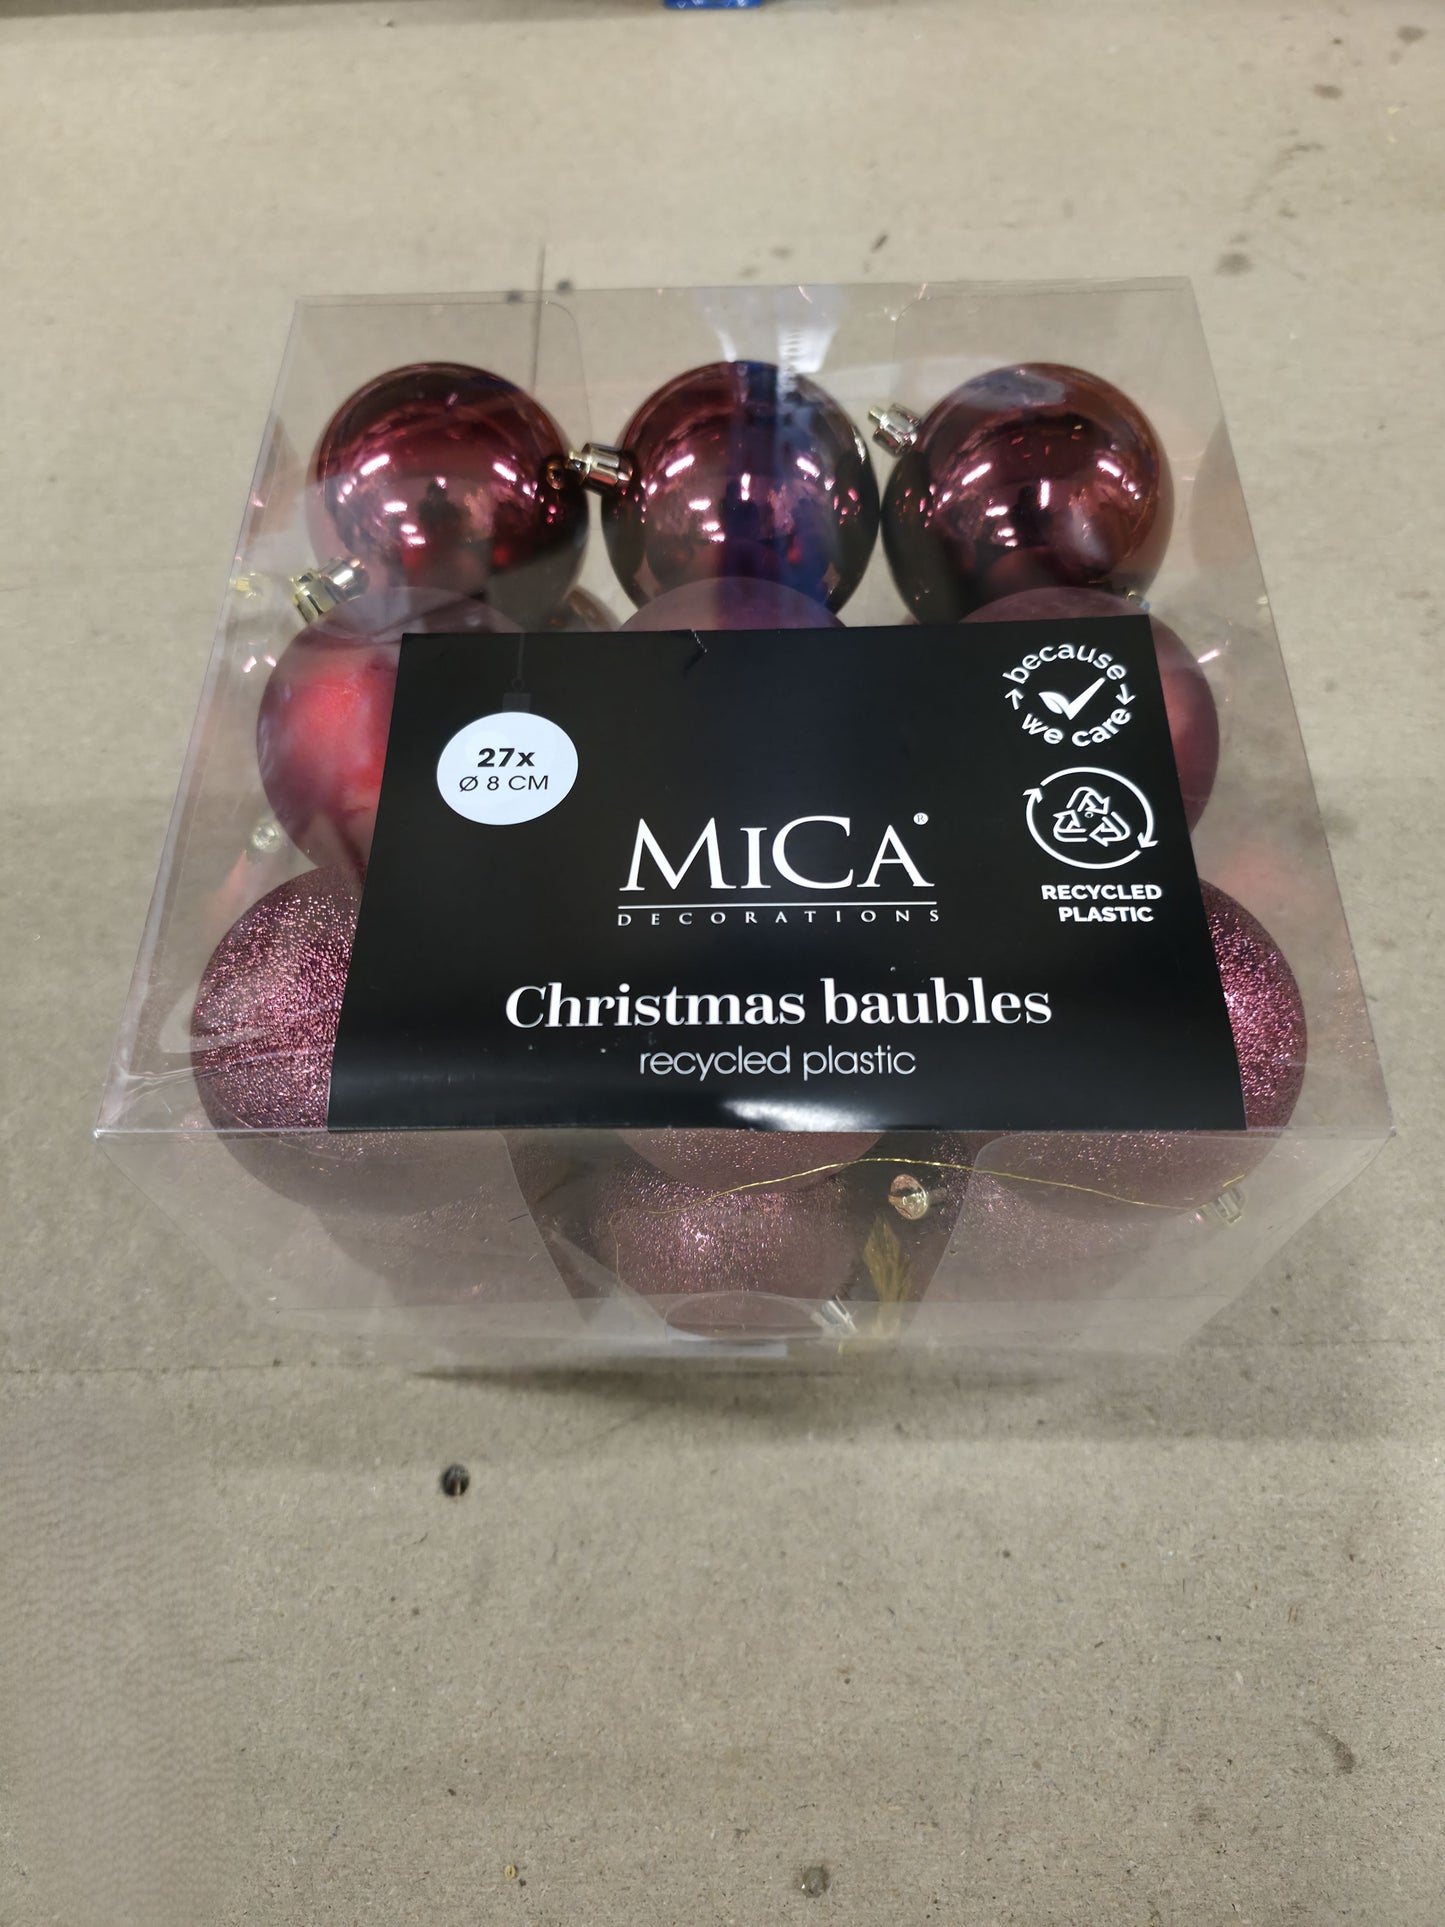 because
we care
27x
Ø 8 CM
MICA®
DECORATIONS
RECYCLED
PLASTIC
Christmas baubles
recycled plastic